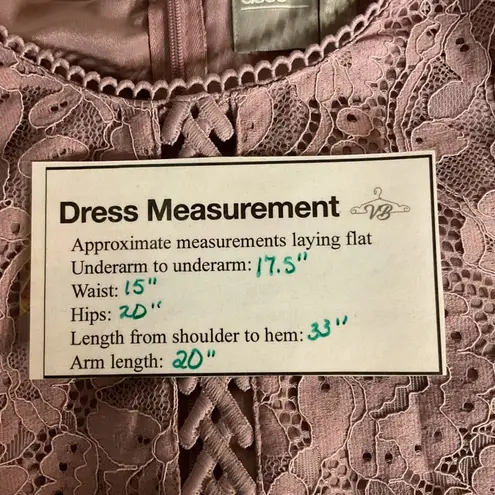 asos
Dress Measurement VB
Approximate measurements laying flat
Underarm to underarm: 17.5"
Waist: 15"
Hips: 20"
Length from shoulder to hem: 33"
Arm length: 20"